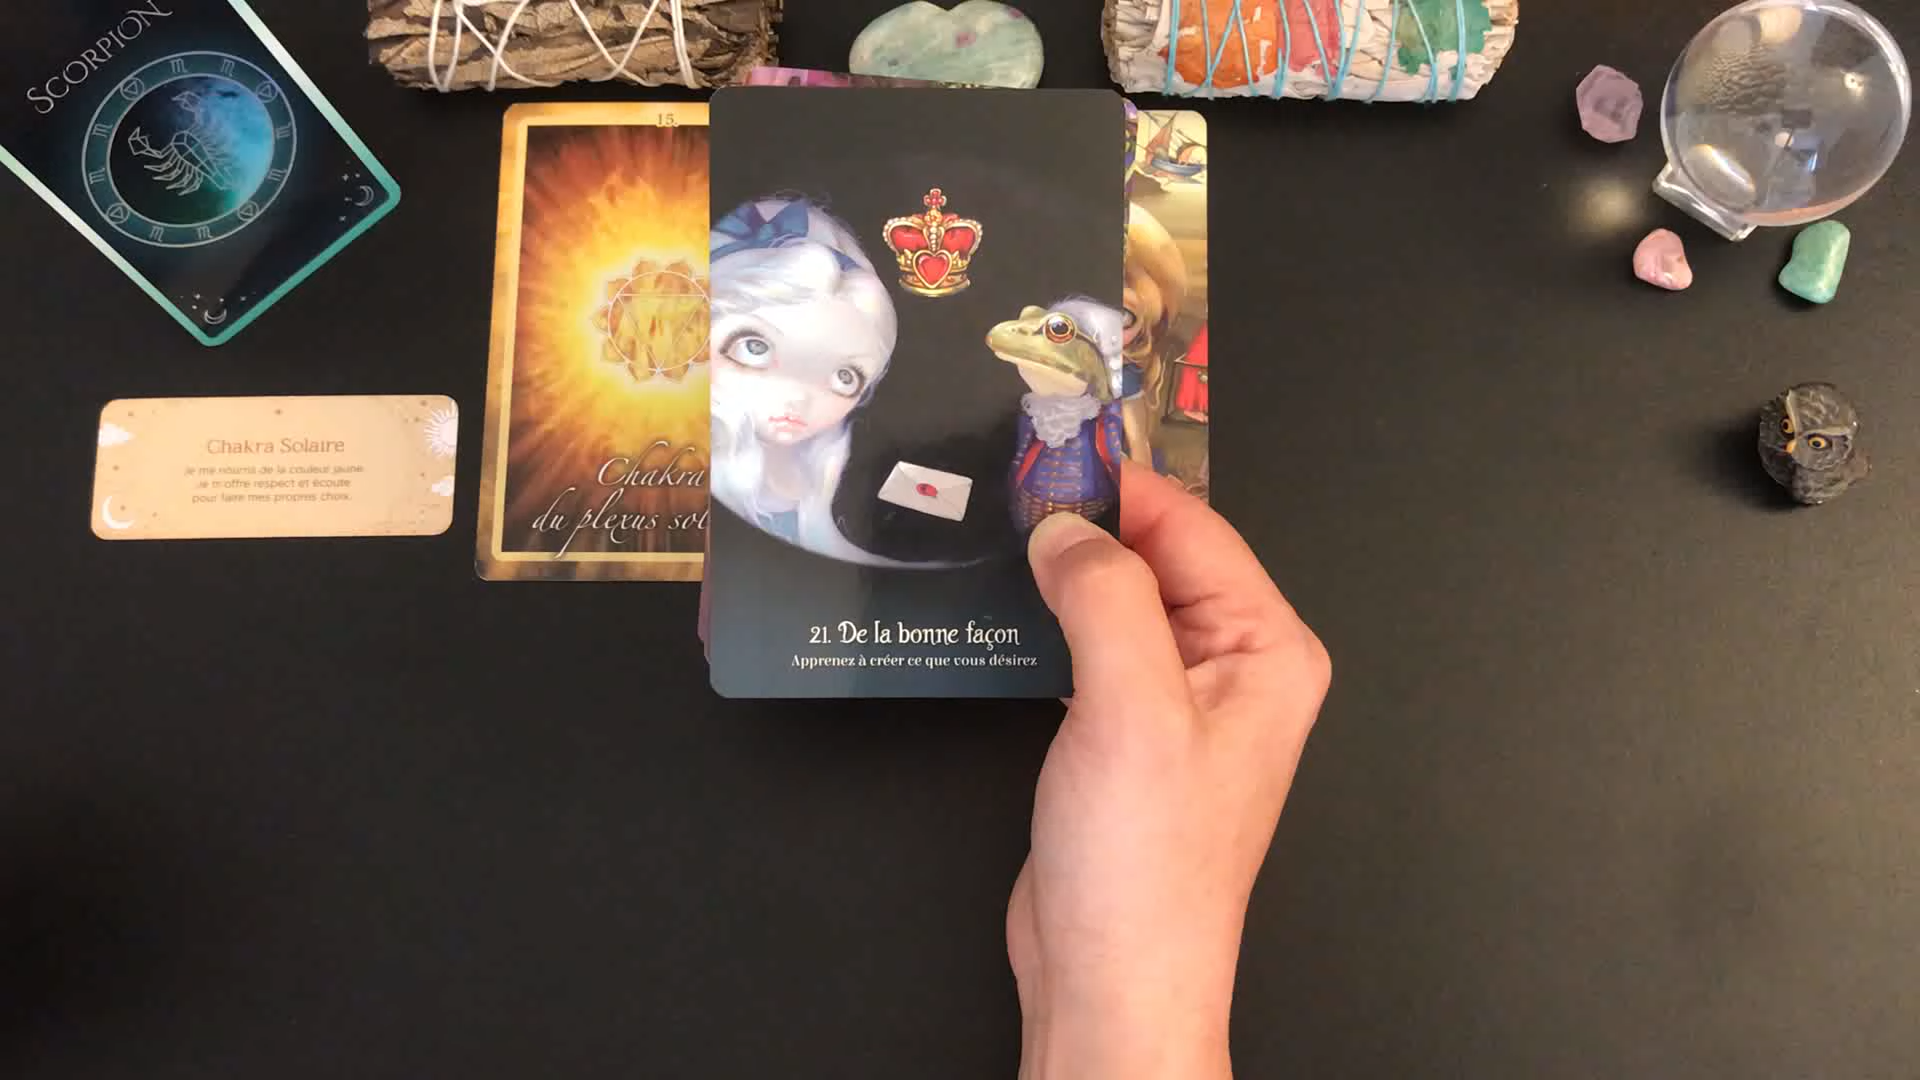 SCORPION
Chakra Solaire
Je me nourris de la couleur jaune
Je m'offre respect et écoute
pour faire mes propres choix.
15.
Chakra
du plexus sol
21. De la bonne façon
Apprenez à créer ce que vous désirez